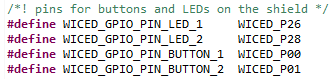 /*! pins for buttons and LEDs on the shield */
#define WICED_GPIO_PIN_LED_1 WICED_P26
#define WICED_GPIO_PIN_LED_2 WICED_P28
#define WICED_GPIO_PIN_BUTTON_1 WICED_P00
#define WICED_GPIO_PIN_BUTTON_2 WICED_P01